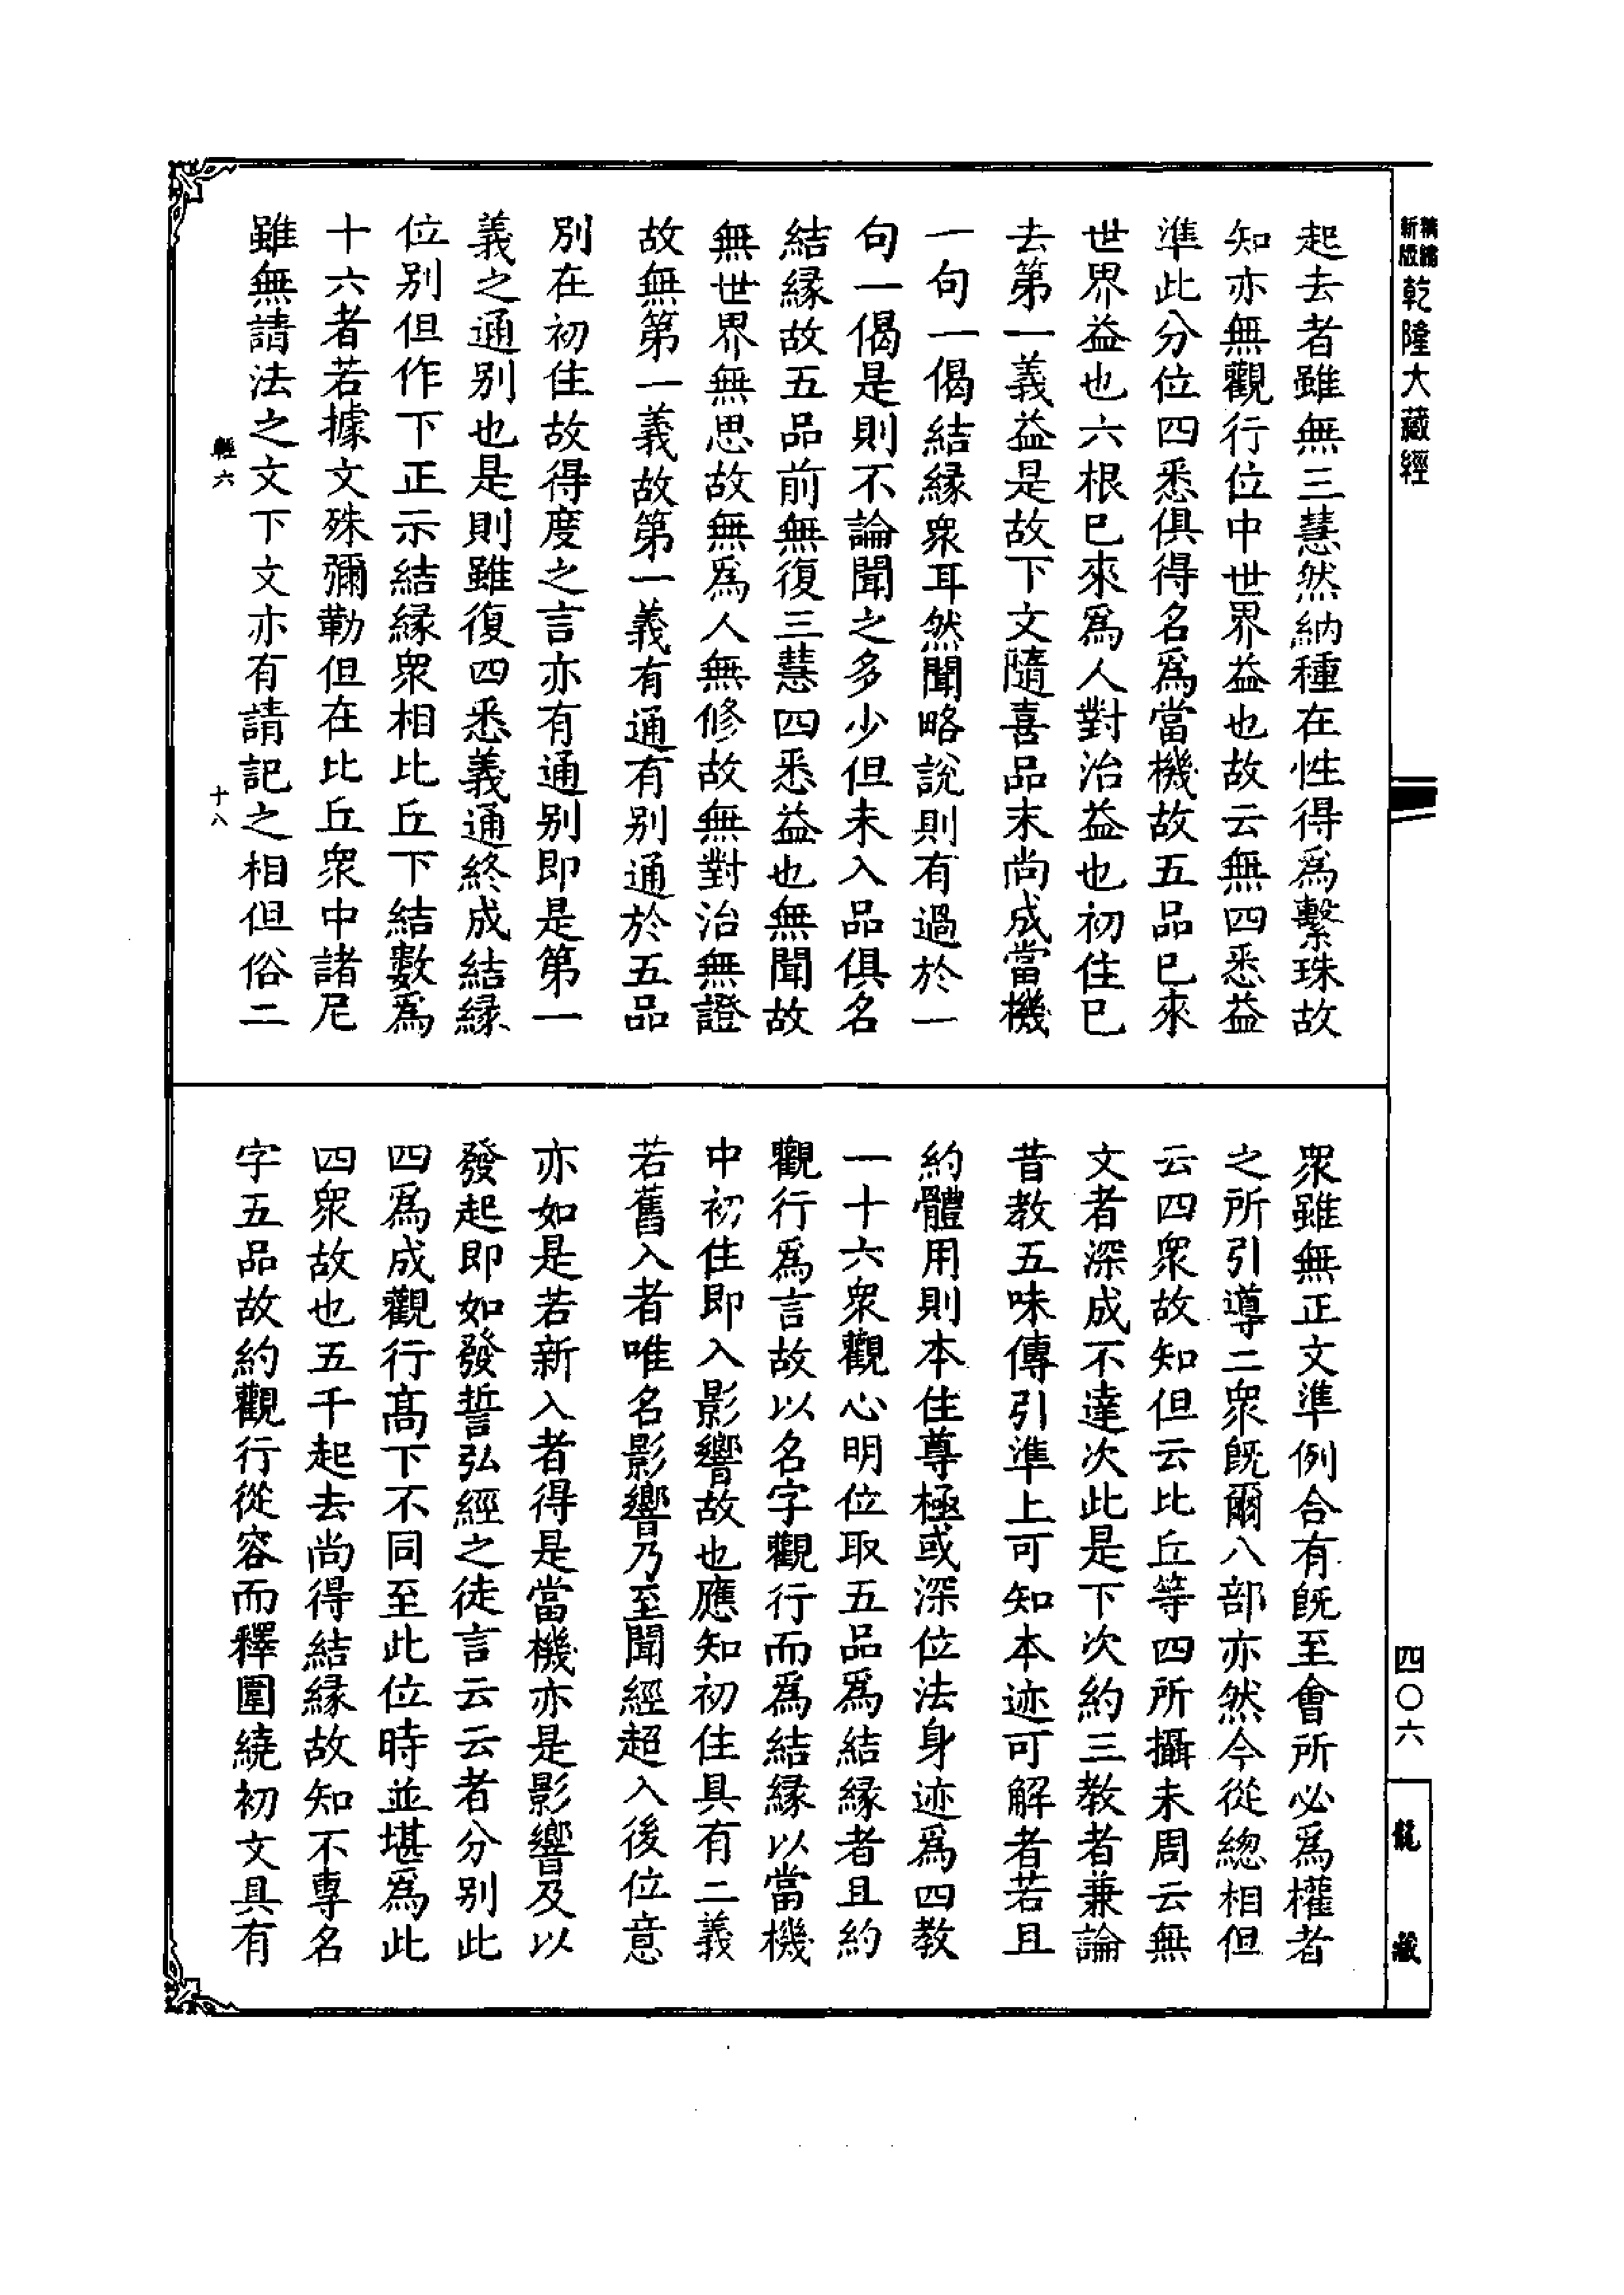 精繕新版 乾隆大藏經
起去者雖無三慧然納種在性得爲繫珠故
知亦無觀行位中世界益也故云無四悉益
準此分位四悉俱得名爲當機故五品已來
世界益也六根已來爲人對治益也初住已
去第一義益是故下文隨喜品末尚成當機
一句一偈結緣衆耳然聞略說則有過於一
句一偈是則不論聞之多少但未入品俱名
結緣故五品前無復三慧四悉益也無聞故
無世界無思故無爲人無修故無對治無證
故無第一義故第一義有通有別通於五品
別在初住故得度之言亦有通別即是第一
義之通別也是則雖復四悉義通終成結緣
位別但作下正示結緣衆相比丘下結數爲
十六者若據文殊彌勒但在比丘衆中諸尼
雖無請法之文下文亦有請記之相但俗二
輕六 十八
衆雖無正文準例合有旣至會所必爲權者
之所引導二衆旣爾八部亦然今從總相但
云四衆故知但云比丘等四所攝未周云無
文者深成不達次此是下次約三教者兼論
昔教五味傳引準上可知本迹可解者若且
約體用則本住尊極或深位法身迹爲四教
一十六衆觀心明位取五品爲結緣者且約
觀行爲言故以名字觀行而爲結緣以當機
中初住即入影響故也應知初住具有二義
若舊入者唯名影響乃至聞經超入後位意
亦如是若新入者得是當機亦是影響及以
發起即如發誓弘經之徒言云云者分別此
四爲成觀行高下不同至此位時並堪爲此
四衆故也五千起去尚得結緣故知不專名
字五品故約觀行從容而釋圍繞初文具有
四〇六
龍藏